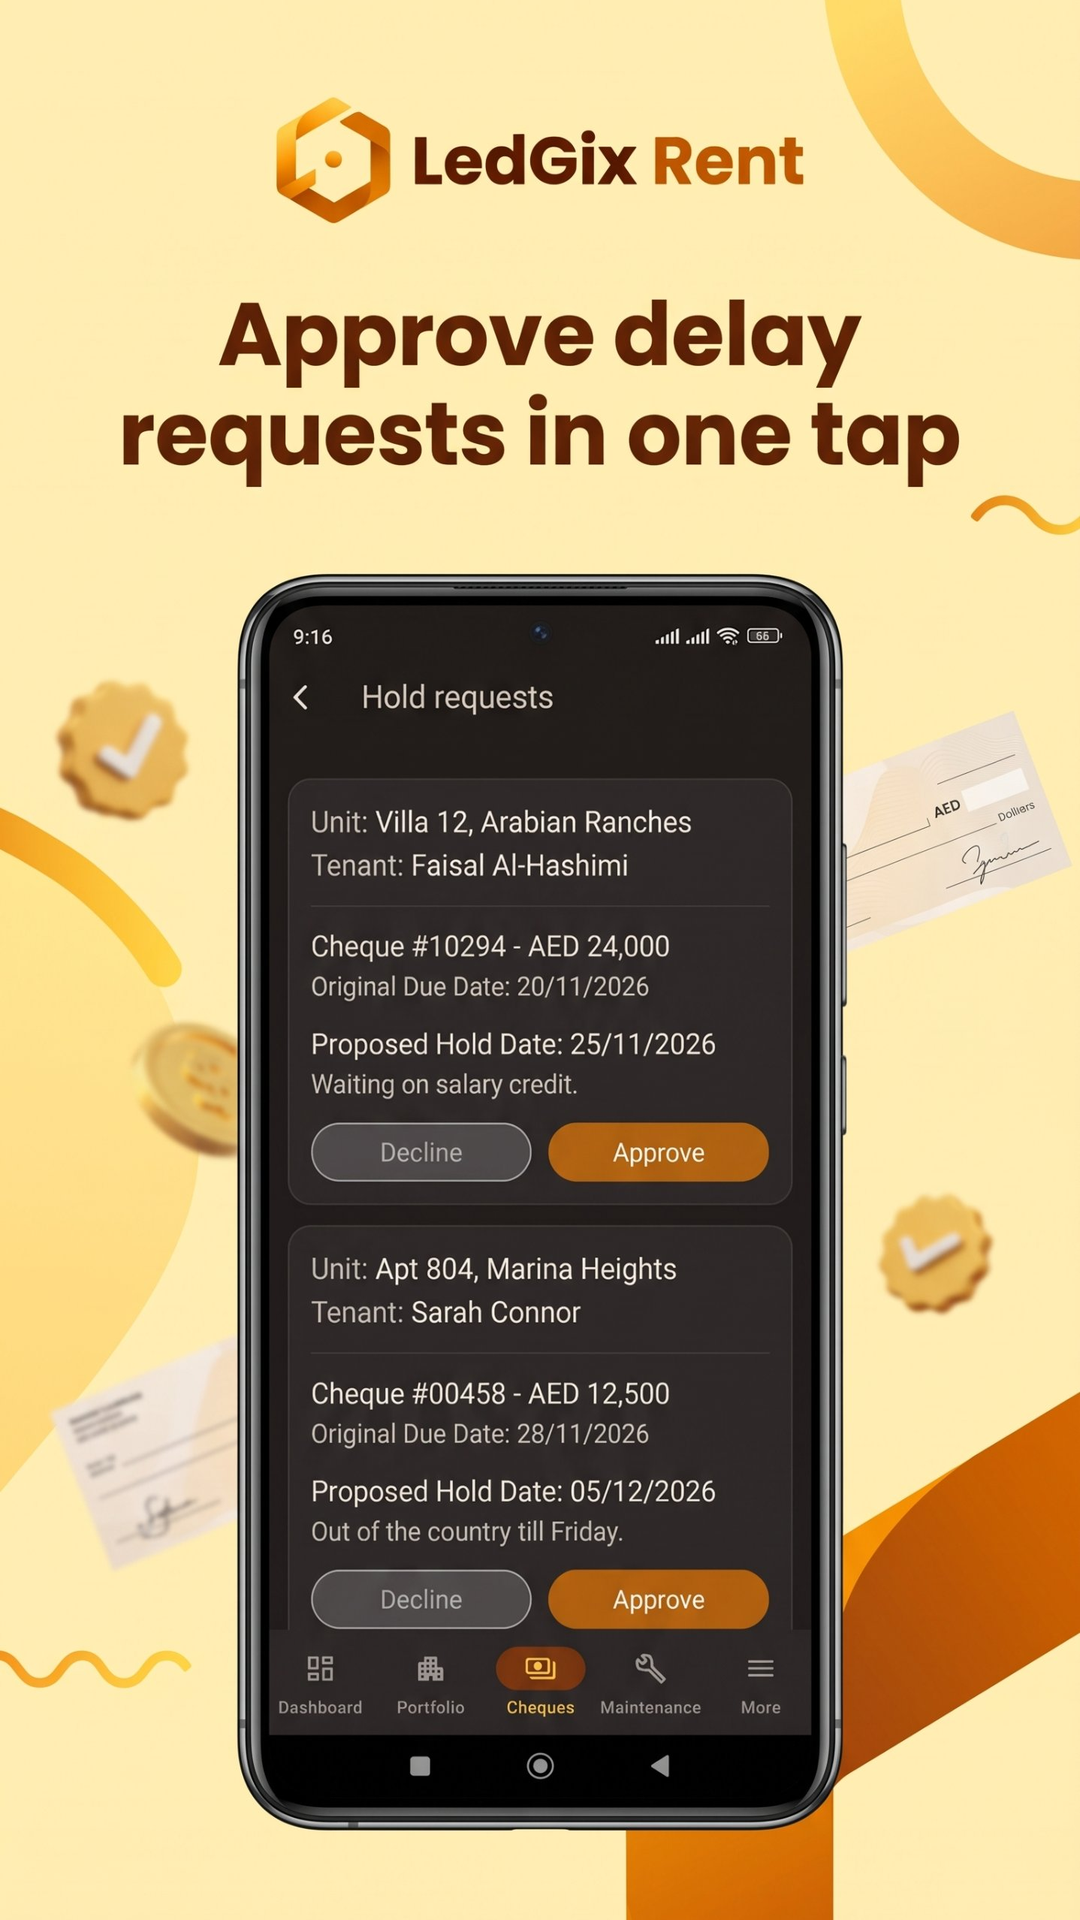 LedGix Rent
Approve delay
requests in one tap
9:16
66
Hold requests
Unit: Villa 12, Arabian Ranches
Tenant: Faisal Al-Hashimi
AED
Dolliers
Cheque #10294 - AED 24,000
Original Due Date: 20/11/2026
Proposed Hold Date: 25/11/2026
Waiting on salary credit.
Decline
Approve
Unit: Apt 804, Marina Heights
Tenant: Sarah Connor
Cheque #00458 - AED 12,500
Original Due Date: 28/11/2026
Proposed Hold Date: 05/12/2026
Out of the country till Friday.
Decline
Approve
Dashboard
Portfolio
Cheques
Maintenance
More